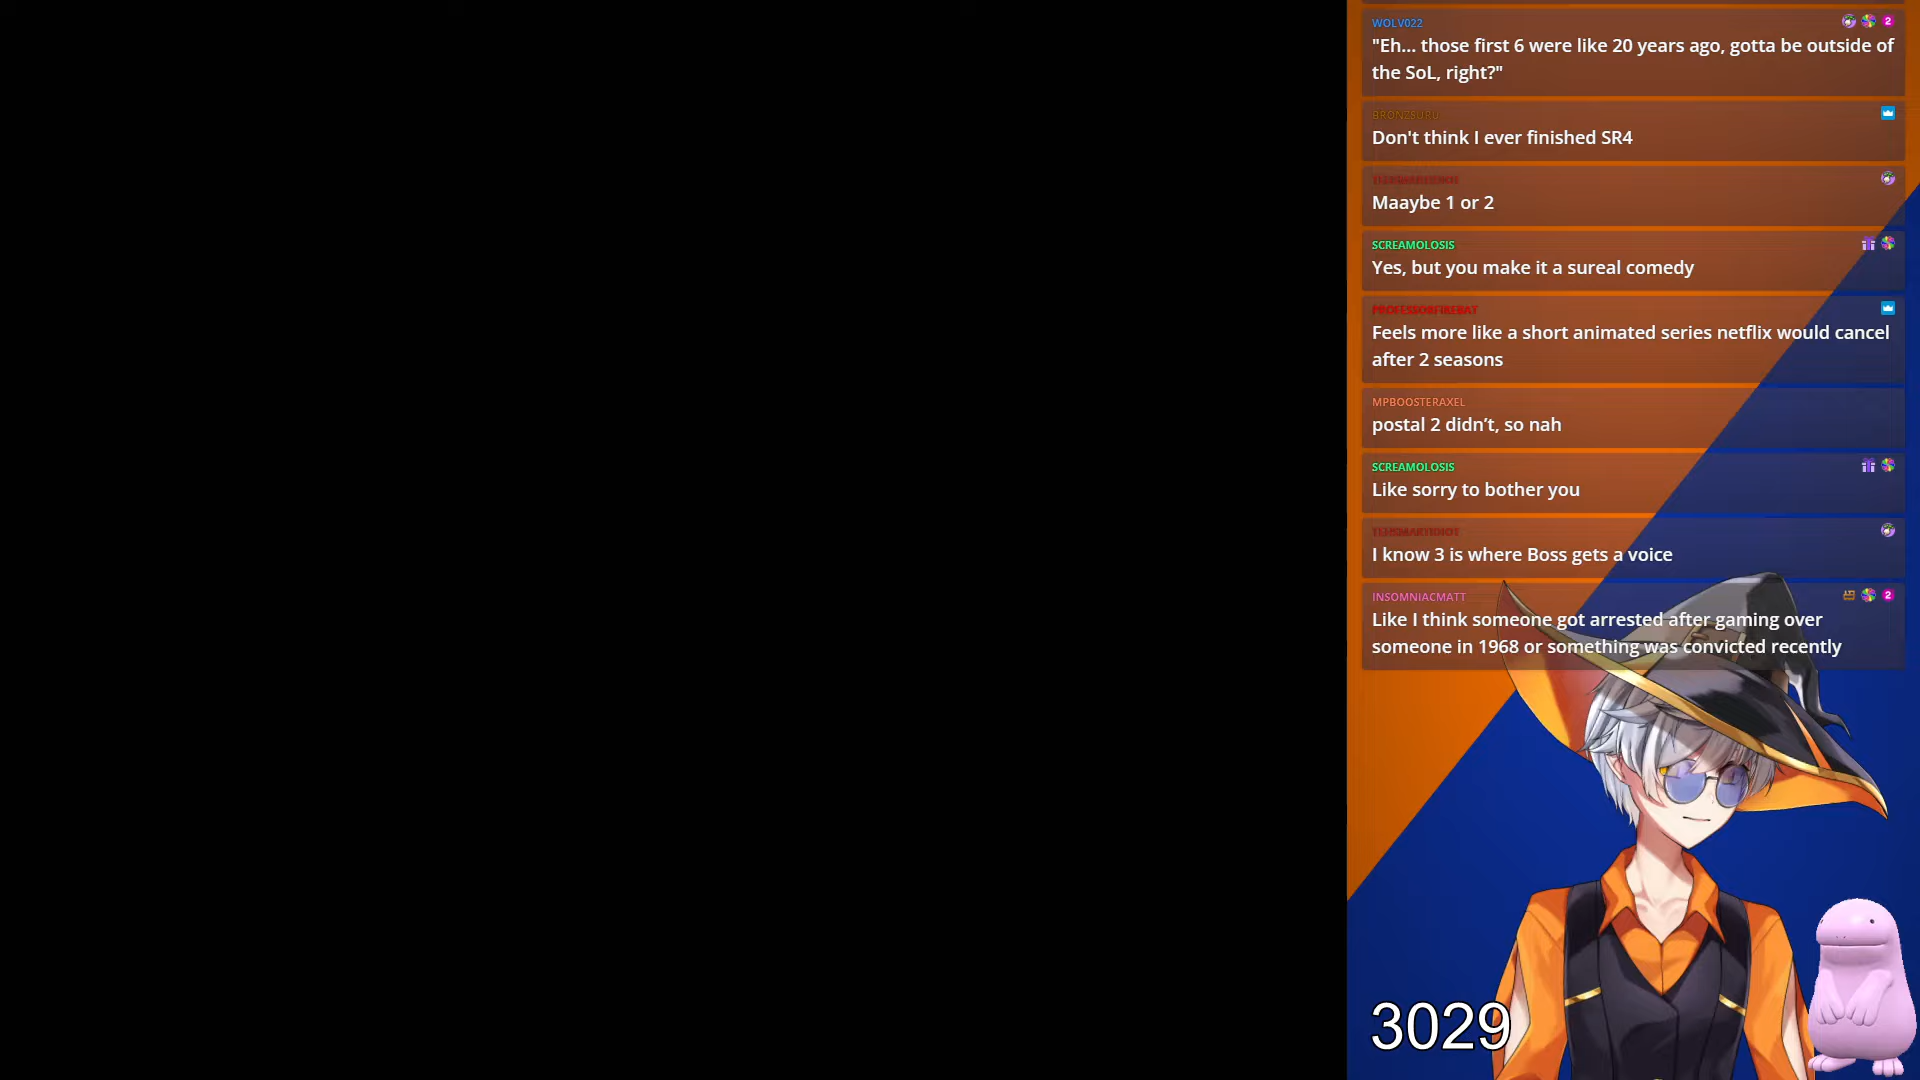 WOLV022
2
"Eh... those first 6 were like 20 years ago, gotta be outside of
the SoL, right?"
BRONZSURU
Don't think I ever finished SR4
Maaybe 1 or 2
SCREAMOLOSIS
Yes, but you make it a sureal comedy
PROFESSORFIREBAT
Feels more like a short animated series netflix would cancel
after 2 seasons
MPBOOSTERAXEL
postal 2 didn’t, so nah
SCREAMOLOSIS
Like sorry to bother you
I know 3 is where Boss gets a voice
INSOMNIACMATT
2
Like I think someone got arrested after gaming over
someone in 1968 or something was convicted recently
3029